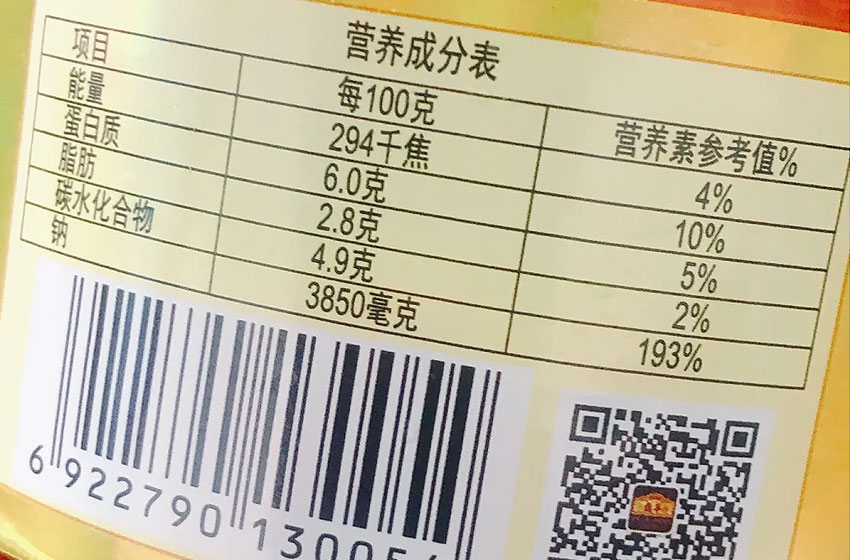 营养成分表
项目 每100克 营养素参考值%
能量 294千焦 4%
蛋白质 6.0克 10%
脂肪 2.8克 5%
碳水化合物 4.9克 2%
钠 3850毫克 193%
6 922790 13005